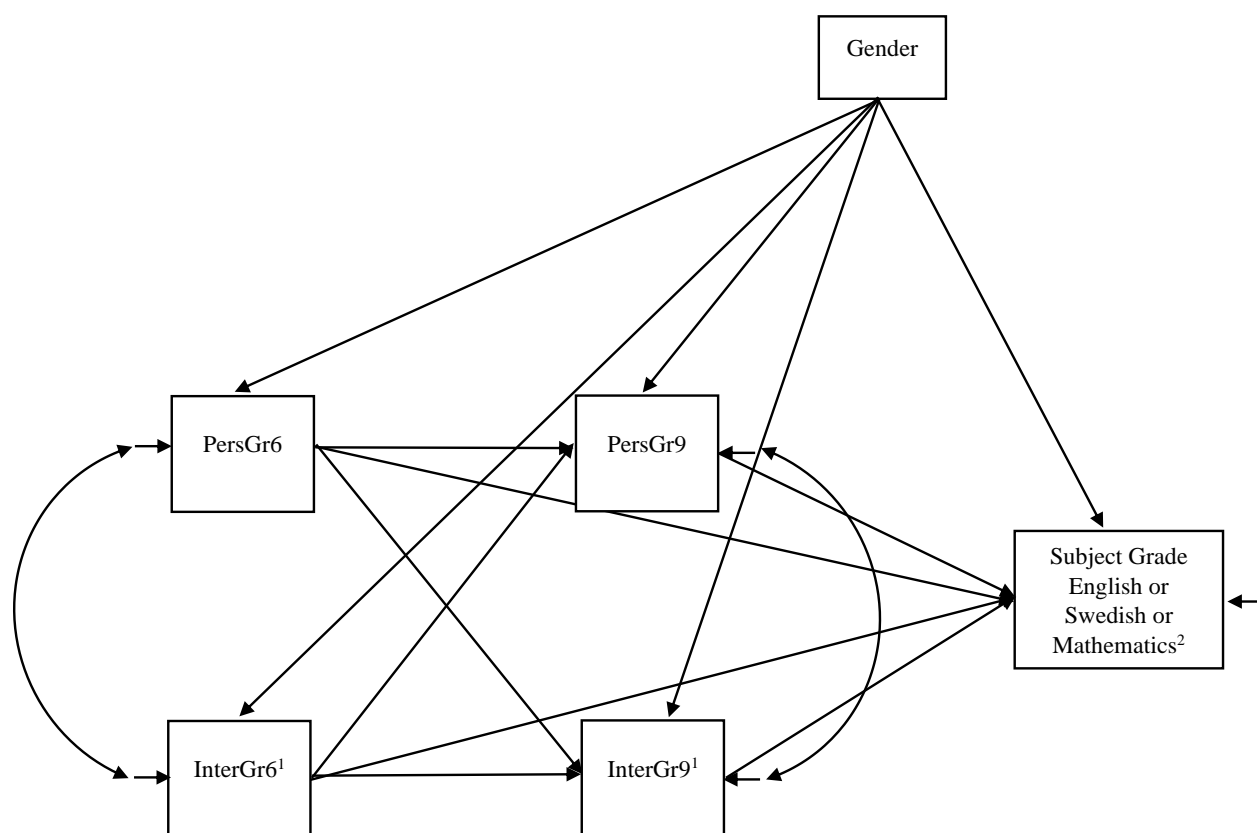 Gender
PersGr6
PersGr9
Subject Grade
English or
Swedish or
Mathematics²
InterGr6¹
InterGr9¹